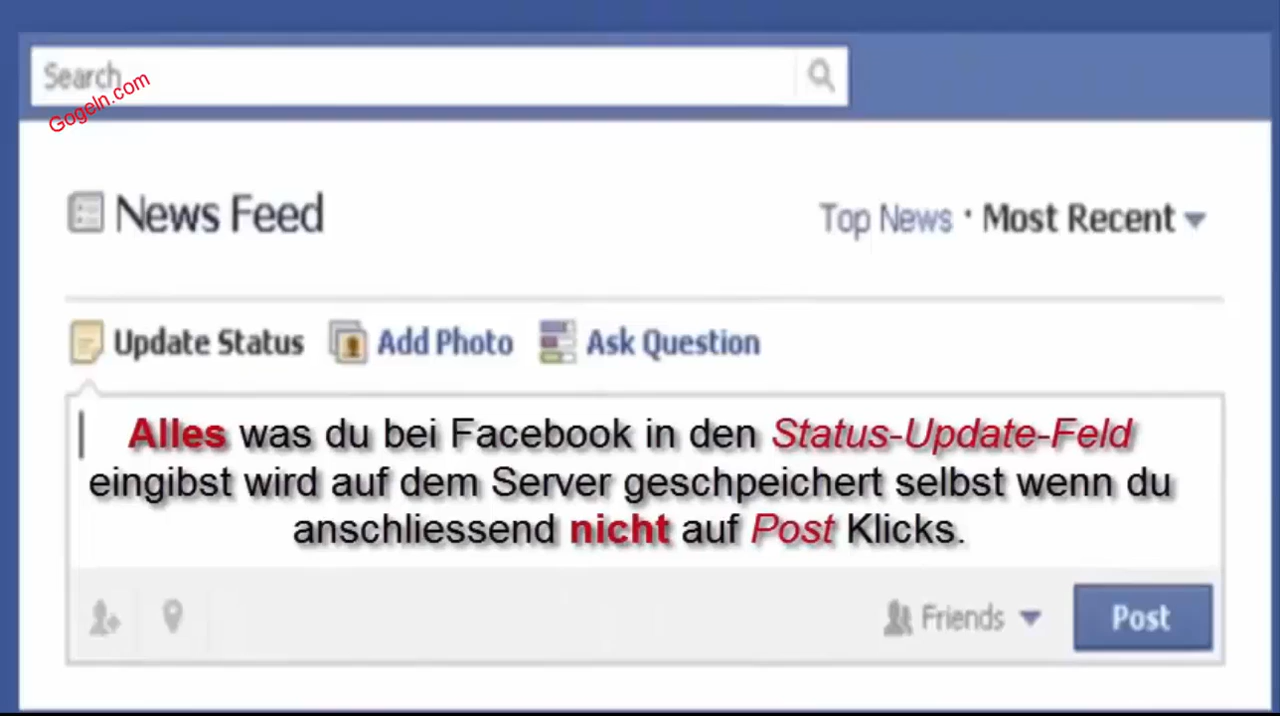 Search
Gogeln.com
News Feed
Top News · Most Recent
Update Status Add Photo Ask Question
Alles was du bei Facebook in den Status-Update-Feld
eingibst wird auf dem Server geschpeichert selbst wenn du
anschliessend nicht auf Post Klicks.
Friends Post